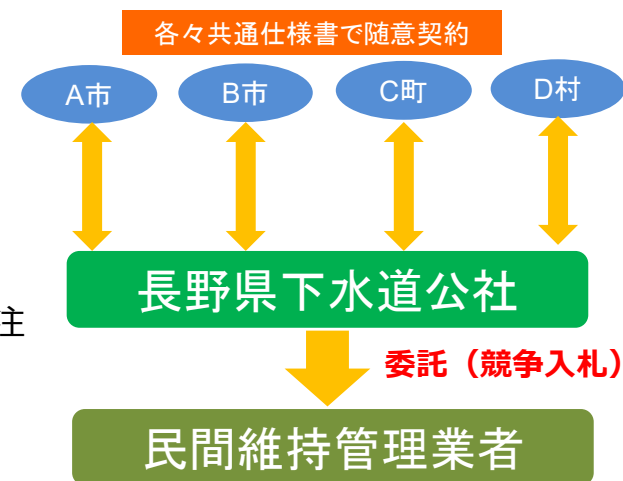 各々共通仕様書で随意契約
A市
B市
C町
D村
長野県下水道公社
注
委託（競争入札）
民間維持管理業者